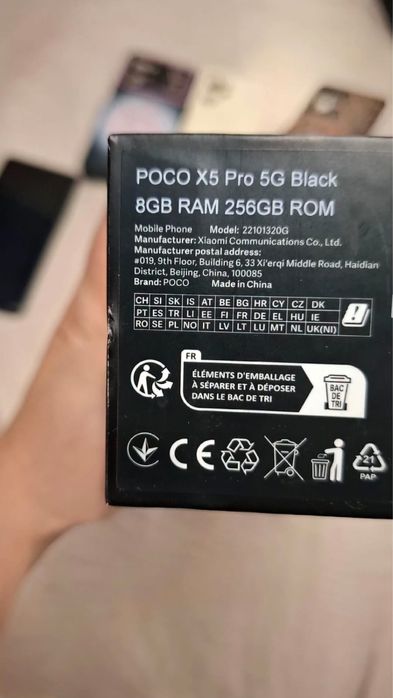 POCO X5 Pro 5G Black
8GB RAM 256GB ROM
Mobile Phone Model: 22101320G
Manufacturer: Xiaomi Communications Co., Ltd.
Manufacturer postal address:
#019, 9th Floor, Building 6, 33 Xi'erqi Middle Road, Haidian
District, Beijing, China, 100085
Brand: POCO Made in China
CH SI SK IS AT BE BG HR CY CZ DK
PT ES TR LI EE FI FR DE EL HU IE
RO SE PL NO IT LV LT LU MT NL UK(NI)
FR
ÉLÉMENTS D'EMBALLAGE
À SÉPARER ET À DÉPOSER
DANS LE BAC DE TRI
BAC
DE
TRI
CE
21
PAP